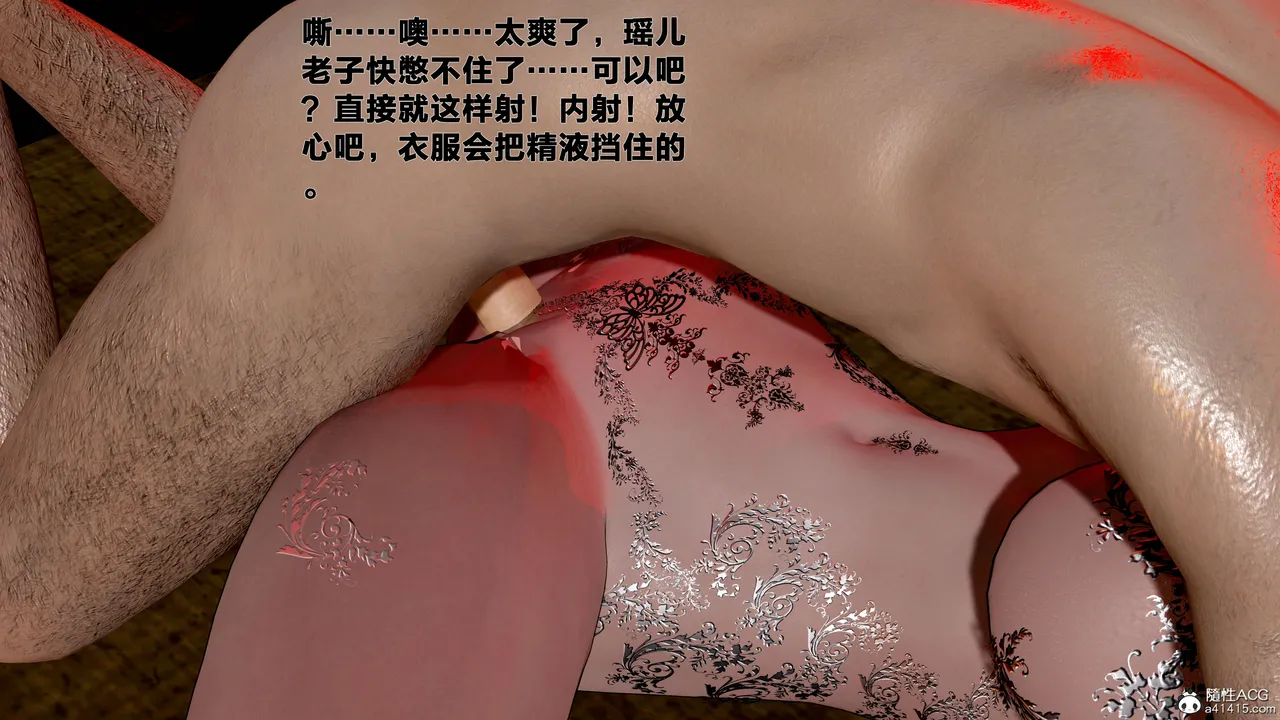 嘶……噢……太爽了，瑶儿
老子快憋不住了……可以吧
？直接就这样射！内射！放
心吧，衣服会把精液挡住的
。
隨性ACG
a41415.com